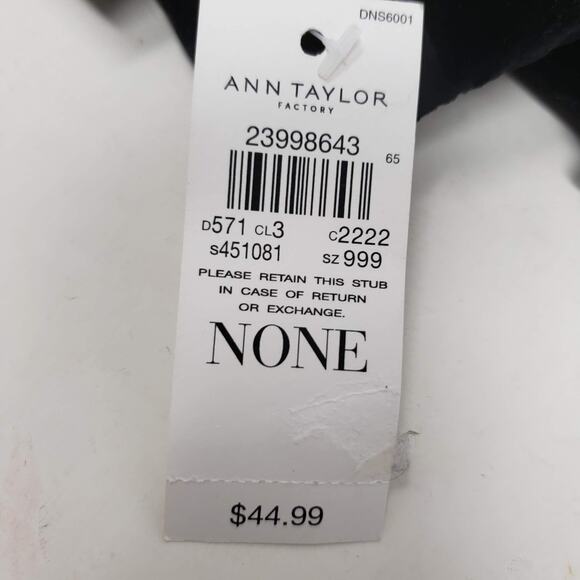 DNS6001
ANN TAYLOR
FACTORY
23998643
65
D571 CL3 C2222
S451081 SZ 999
PLEASE RETAIN THIS STUB
IN CASE OF RETURN
OR EXCHANGE.
NONE
$44.99